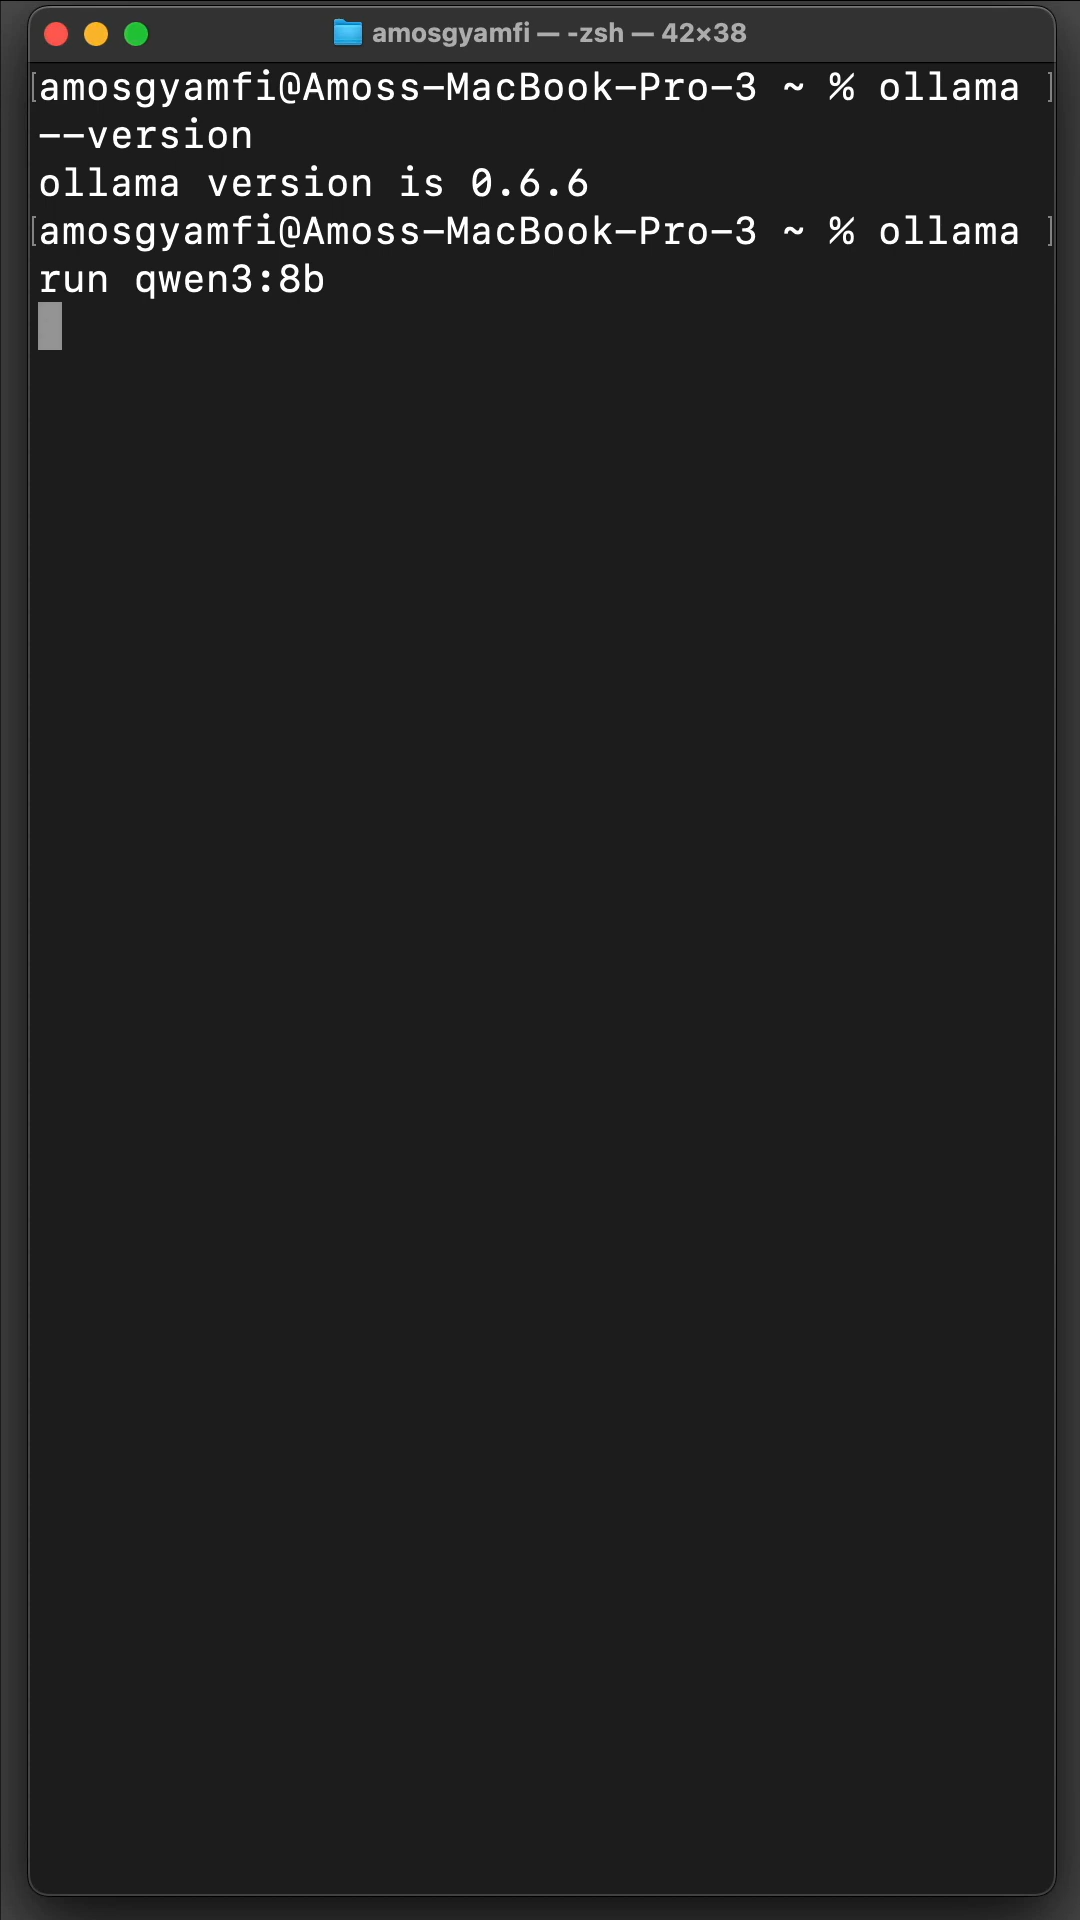 amosgyamfi — -zsh — 42×38
[amosgyamfi@Amoss-MacBook-Pro-3 ~ % ollama ]
--version
ollama version is 0.6.6
[amosgyamfi@Amoss-MacBook-Pro-3 ~ % ollama ]
run qwen3:8b